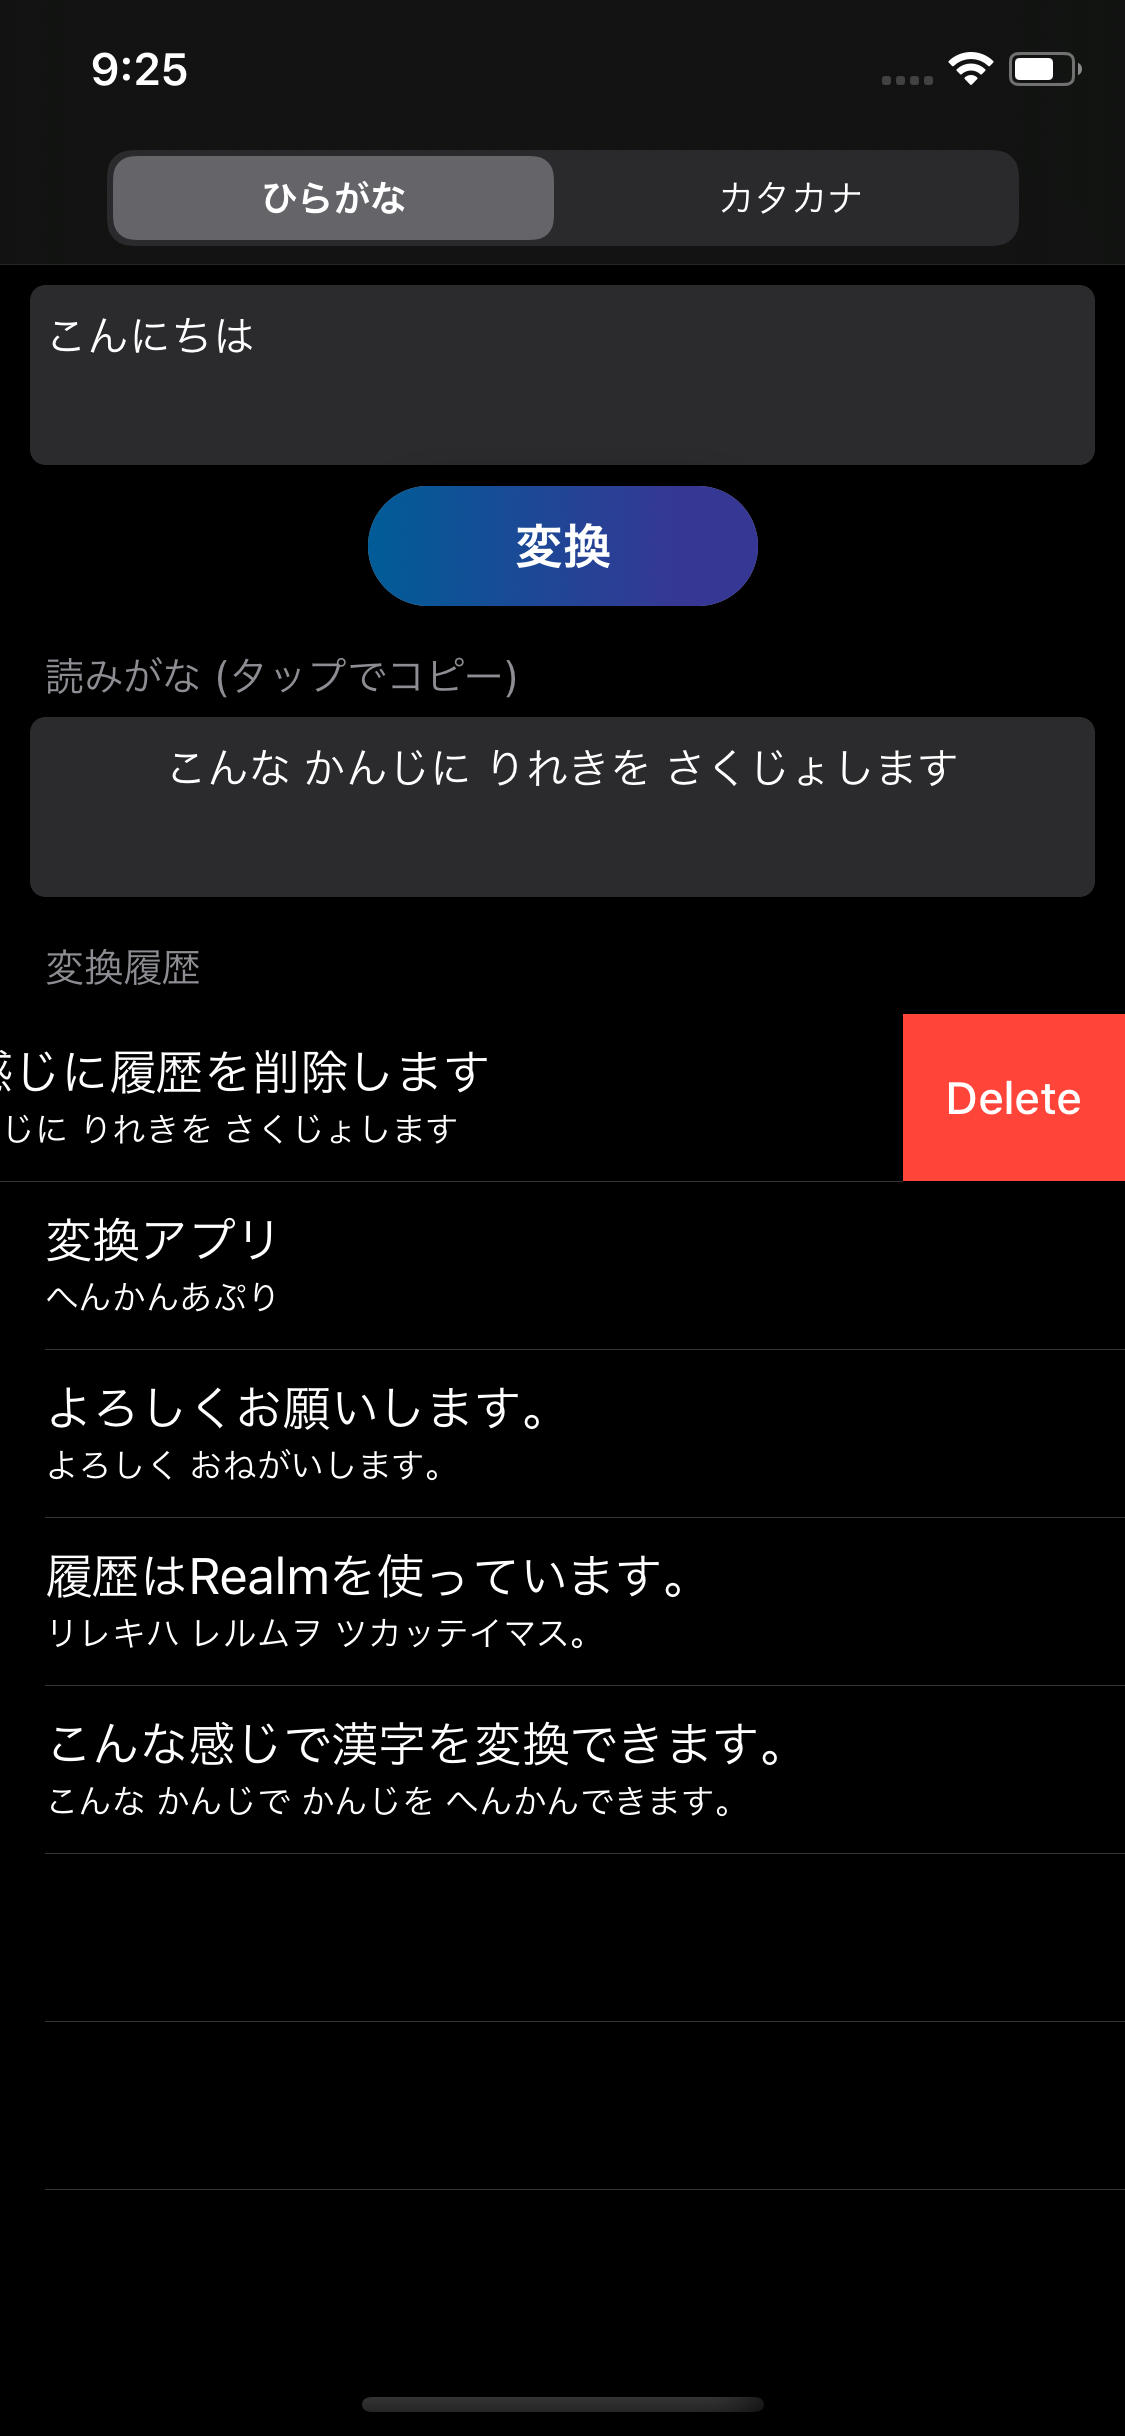 9:25
ひらがな カタカナ
こんにちは
変換
読みがな (タップでコピー)
こんな かんじに りれきを さくじょします
変換履歴
感じに履歴を削除します
じに りれきを さくじょします
Delete
変換アプリ
へんかんあぷり
よろしくお願いします。
よろしく おねがいします。
履歴はRealmを使っています。
リレキハ レルムヲ ツカッテイマス。
こんな感じで漢字を変換できます。
こんな かんじで かんじを へんかんできます。